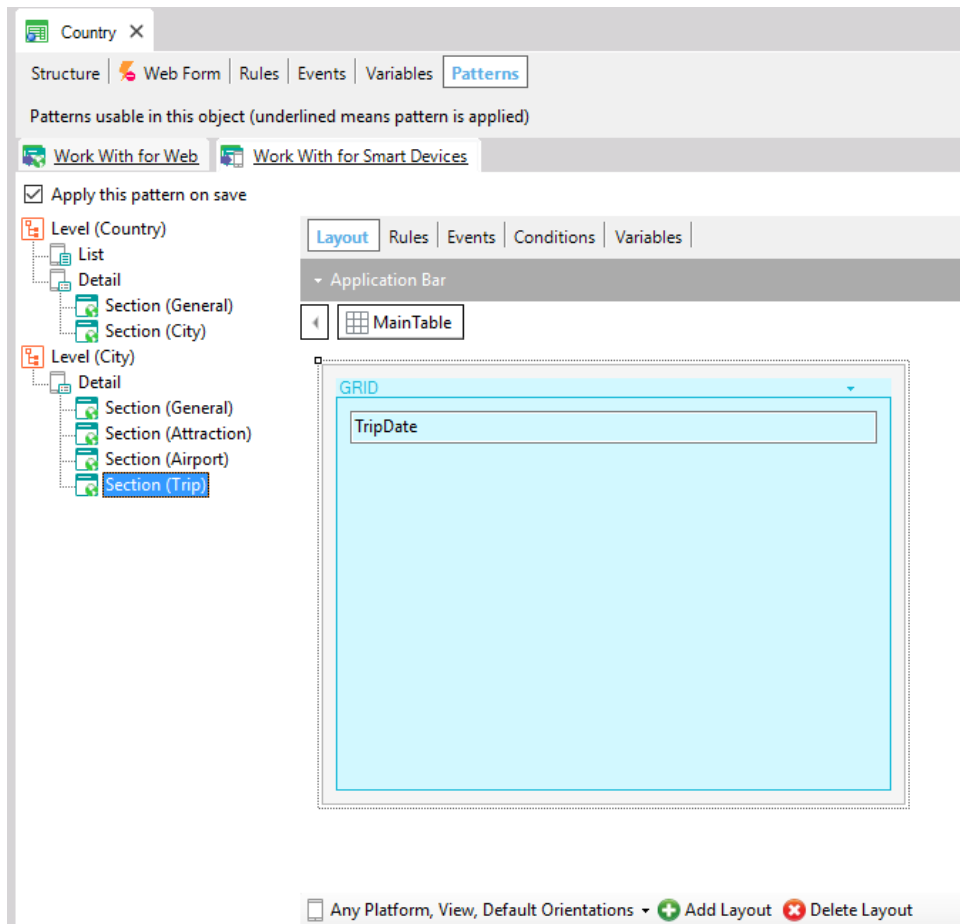 Country
Structure Web Form Rules Events Variables Patterns
Patterns usable in this object (underlined means pattern is applied)
Work With for Web Work With for Smart Devices
Apply this pattern on save
Level (Country)
List
Detail
Section (General)
Section (City)
Level (City)
Detail
Section (General)
Section (Attraction)
Section (Airport)
Section (Trip)
Layout Rules Events Conditions Variables
Application Bar
MainTable
GRID
TripDate
Any Platform, View, Default Orientations Add Layout Delete Layout